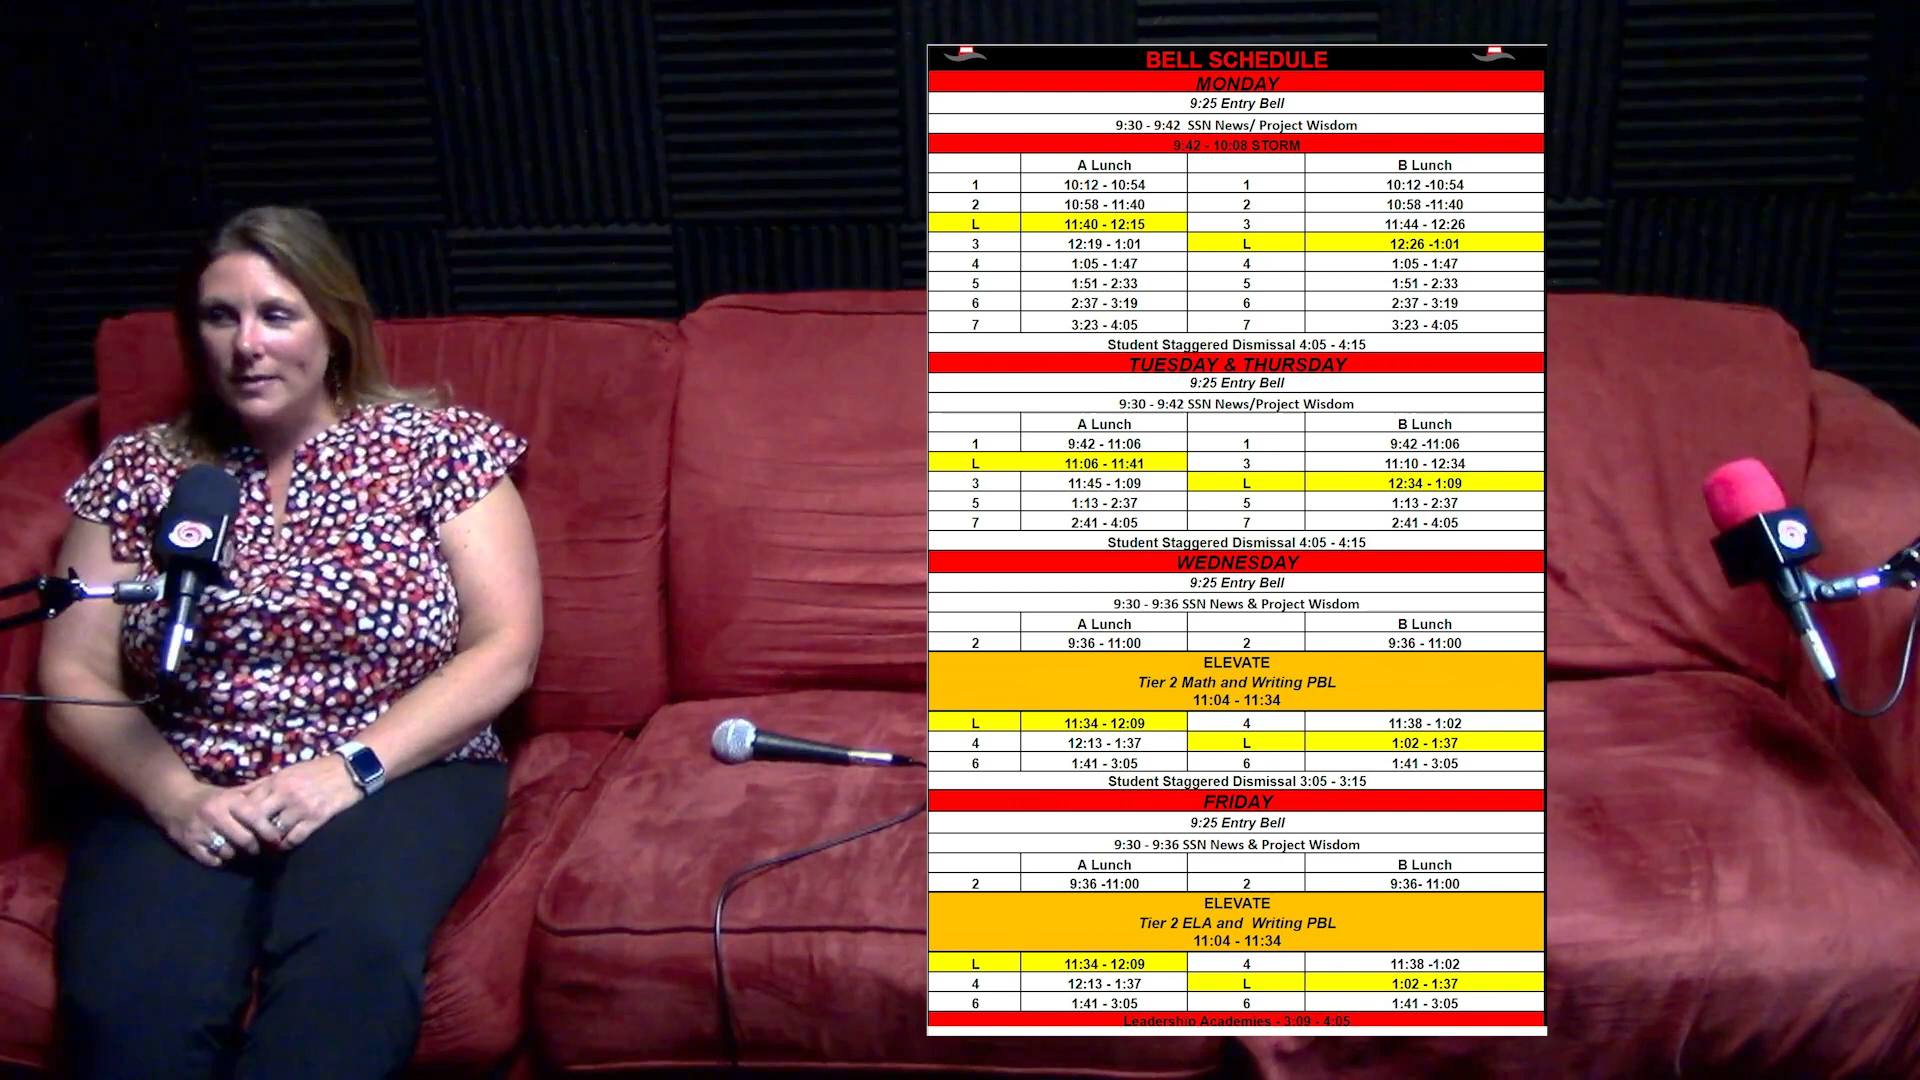 BELL SCHEDULE
MONDAY
9:25 Entry Bell
9:30 - 9:42 SSN News/ Project Wisdom
9:42 - 10:08 STORM
A Lunch B Lunch
1 10:12 - 10:54 1 10:12 -10:54
2 10:58 - 11:40 2 10:58 -11:40
L 11:40 - 12:15 3 11:44 - 12:26
3 12:19 - 1:01 L 12:26 -1:01
4 1:05 - 1:47 4 1:05 - 1:47
5 1:51 - 2:33 5 1:51 - 2:33
6 2:37 - 3:19 6 2:37 - 3:19
7 3:23 - 4:05 7 3:23 - 4:05
Student Staggered Dismissal 4:05 - 4:15
TUESDAY & THURSDAY
9:25 Entry Bell
9:30 - 9:42 SSN News/Project Wisdom
A Lunch B Lunch
1 9:42 - 11:06 1 9:42 -11:06
L 11:06 - 11:41 3 11:10 - 12:34
3 11:45 - 1:09 L 12:34 - 1:09
5 1:13 - 2:37 5 1:13 - 2:37
7 2:41 - 4:05 7 2:41 - 4:05
Student Staggered Dismissal 4:05 - 4:15
WEDNESDAY
9:25 Entry Bell
9:30 - 9:36 SSN News & Project Wisdom
A Lunch B Lunch
2 9:36 - 11:00 2 9:36 - 11:00
ELEVATE
Tier 2 Math and Writing PBL
11:04 - 11:34
L 11:34 - 12:09 4 11:38 - 1:02
4 12:13 - 1:37 L 1:02 - 1:37
6 1:41 - 3:05 6 1:41 - 3:05
Student Staggered Dismissal 3:05 - 3:15
FRIDAY
9:25 Entry Bell
9:30 - 9:36 SSN News & Project Wisdom
A Lunch B Lunch
2 9:36 -11:00 2 9:36- 11:00
ELEVATE
Tier 2 ELA and Writing PBL
11:04 - 11:34
L 11:34 - 12:09 4 11:38 -1:02
4 12:13 - 1:37 L 1:02 - 1:37
6 1:41 - 3:05 6 1:41 - 3:05
Leadership Academies - 3:09 - 4:05